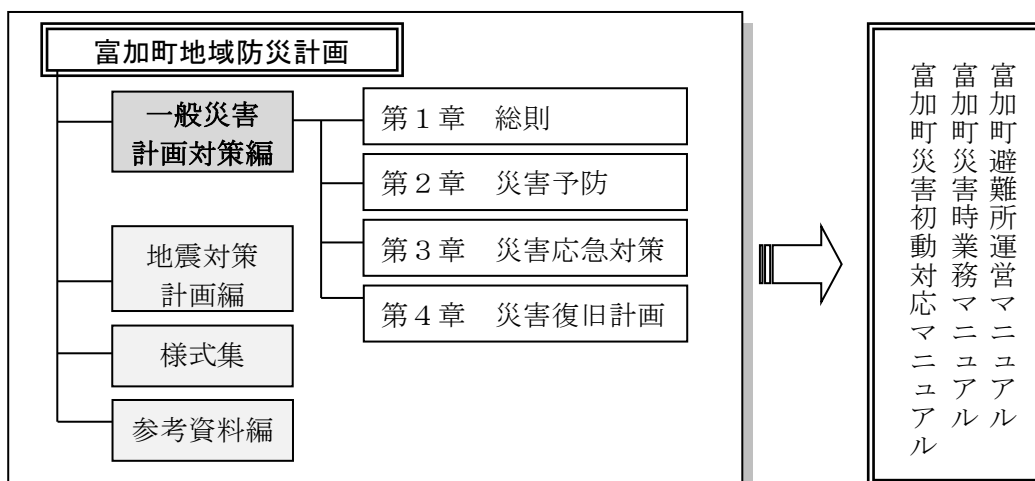 富加町地域防災計画
一般災害
計画対策編
第１章　総則
第２章　災害予防
第３章　災害応急対策
第４章　災害復旧計画
地震対策
計画編
様式集
参考資料編
富加町避難所運営マニュアル
富加町災害時業務マニュアル
富加町災害初動対応マニュアル